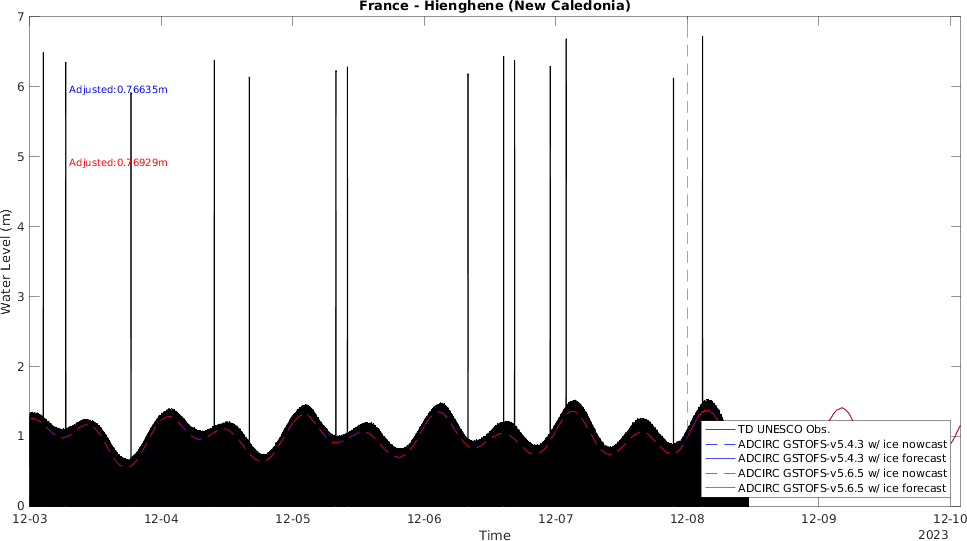 France - Hienghene (New Caledonia)
7
6
5
4
3
2
1
0
Water Level (m)
Adjusted:0.76635m
Adjusted:0.76929m
TD UNESCO Obs.
ADCIRC GSTOFS-v5.4.3 w/ ice nowcast
ADCIRC GSTOFS-v5.4.3 w/ ice forecast
ADCIRC GSTOFS-v5.6.5 w/ ice nowcast
ADCIRC GSTOFS-v5.6.5 w/ ice forecast
12-03 12-04 12-05 12-06 12-07 12-08 12-09 12-10
Time
2023